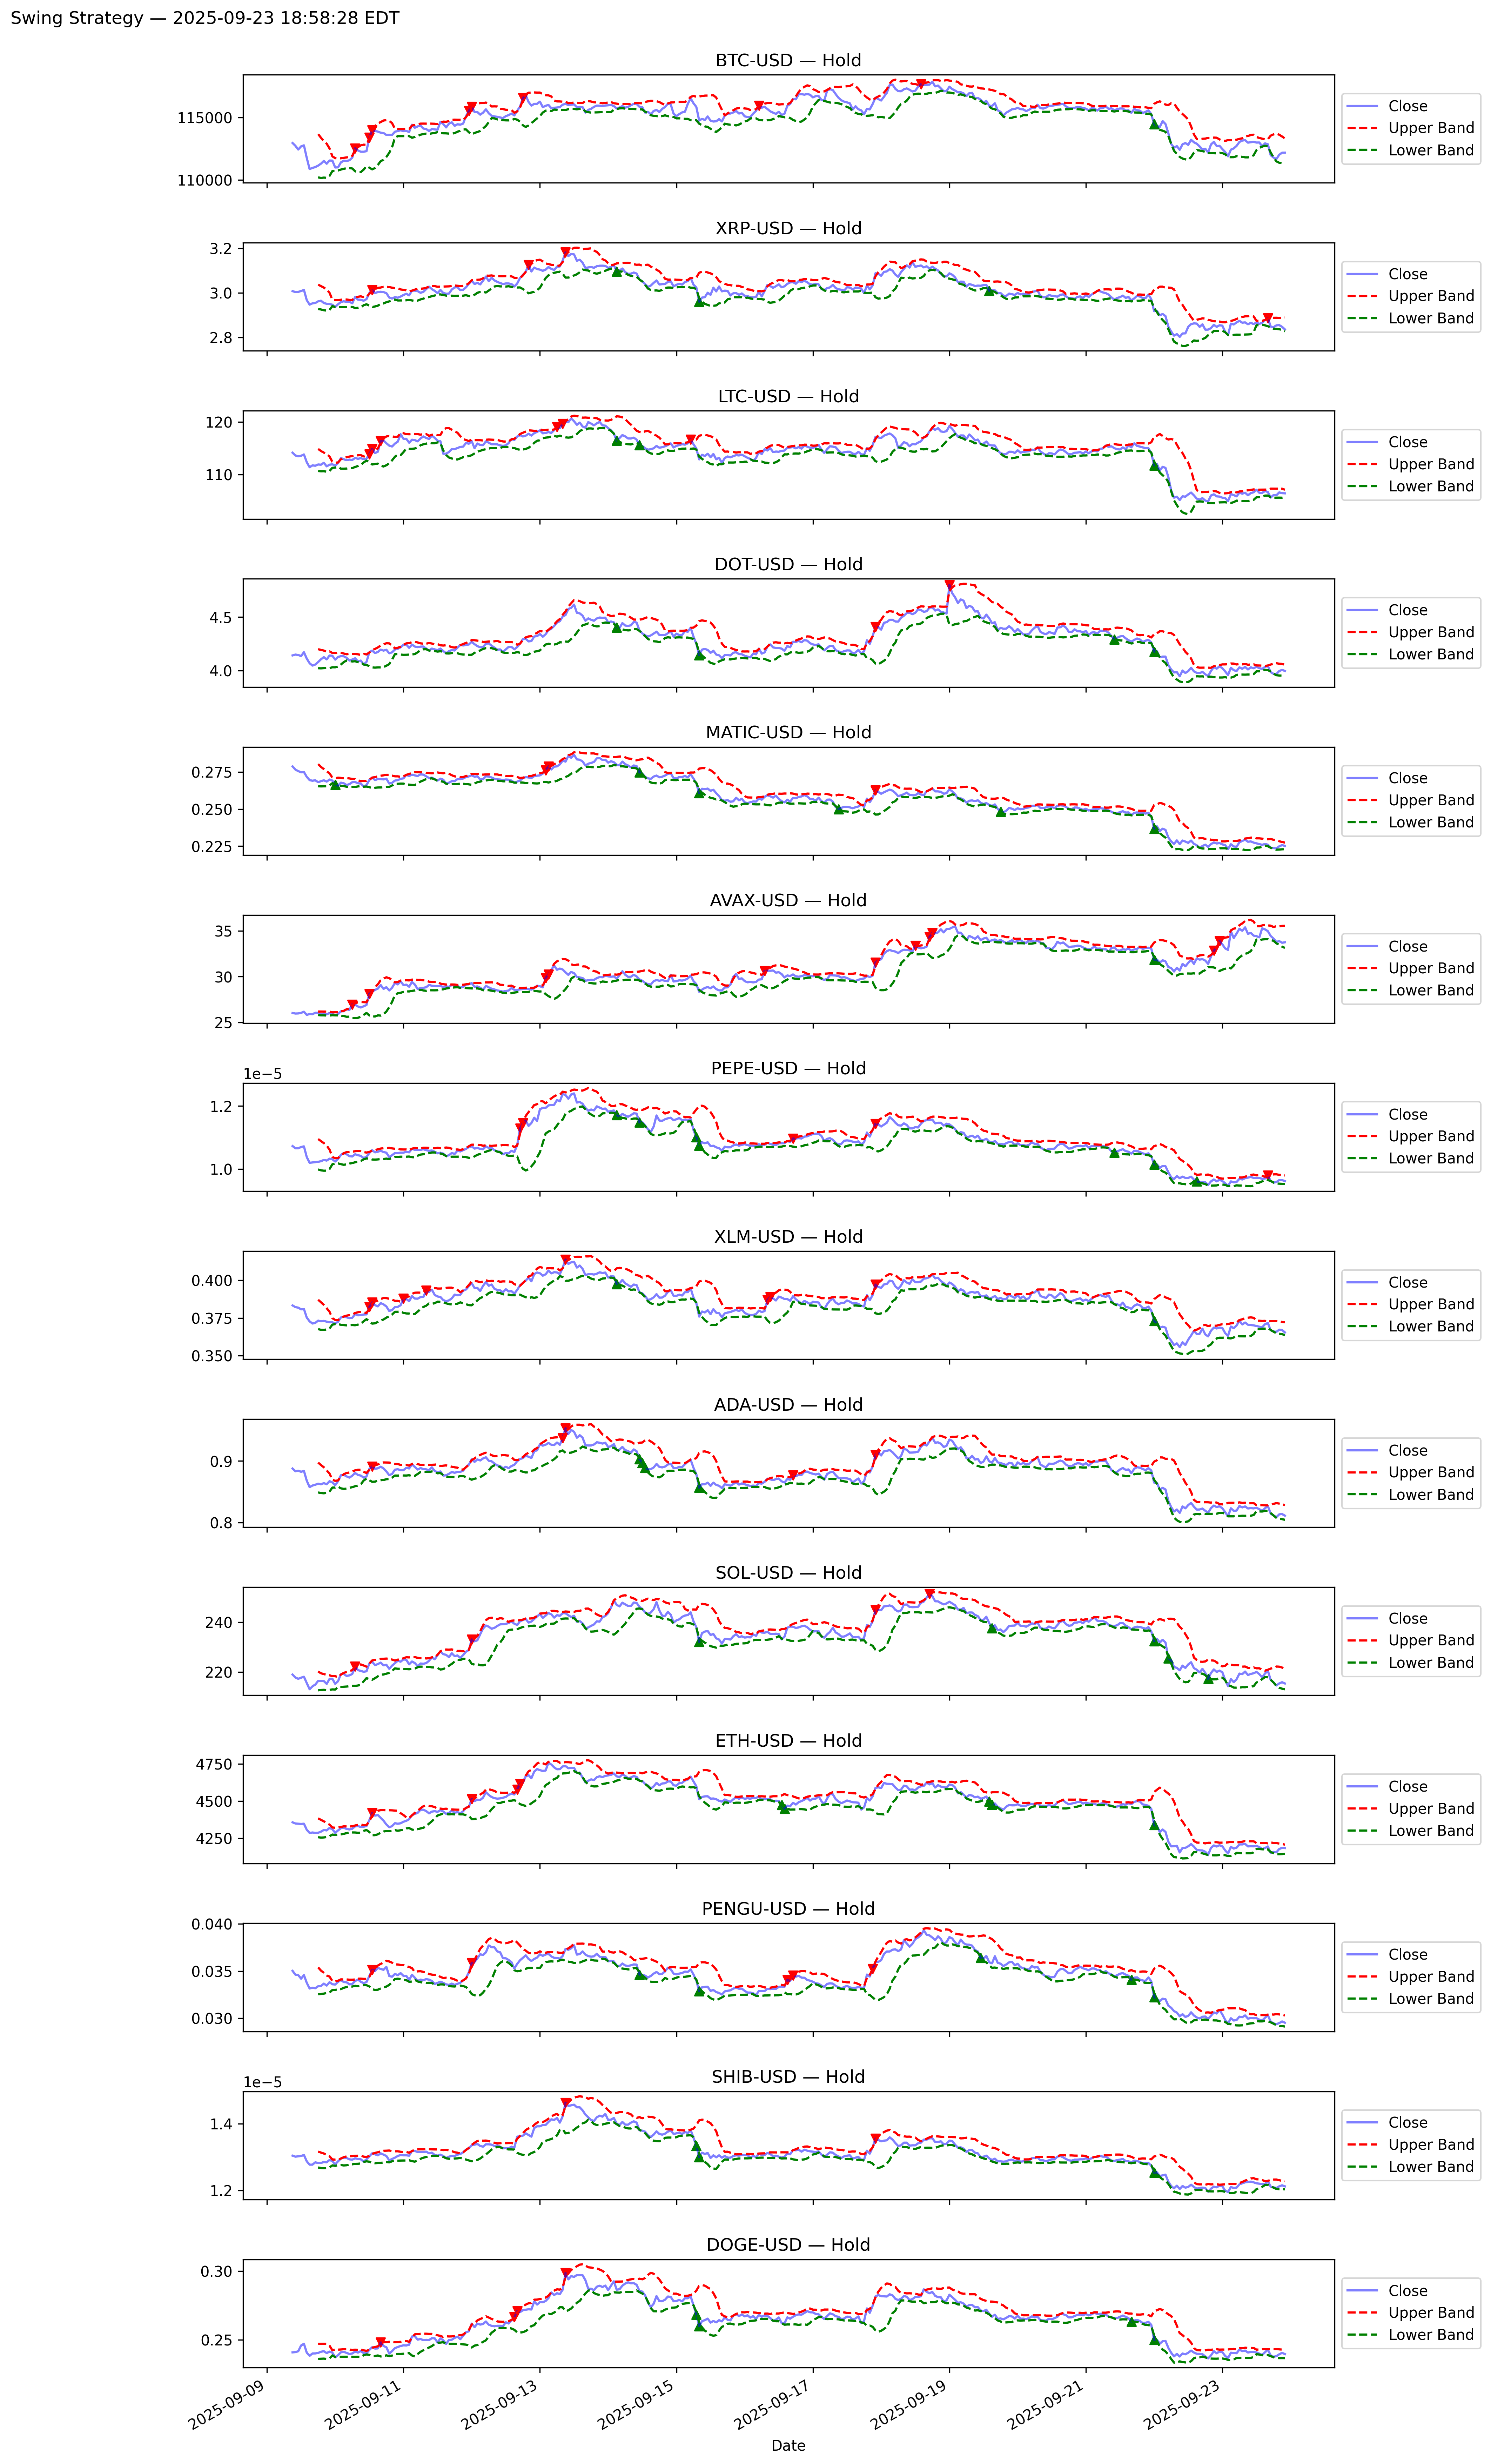 Swing Strategy — 2025-09-23 18:58:28 EDT
BTC-USD — Hold
115000
110000
Close
Upper Band
Lower Band
XRP-USD — Hold
3.2
3.0
2.8
Close
Upper Band
Lower Band
LTC-USD — Hold
120
110
Close
Upper Band
Lower Band
DOT-USD — Hold
4.5
4.0
Close
Upper Band
Lower Band
MATIC-USD — Hold
0.275
0.250
0.225
Close
Upper Band
Lower Band
AVAX-USD — Hold
35
30
25
Close
Upper Band
Lower Band
PEPE-USD — Hold
1e−5
1.2
1.0
Close
Upper Band
Lower Band
XLM-USD — Hold
0.400
0.375
0.350
Close
Upper Band
Lower Band
ADA-USD — Hold
0.9
0.8
Close
Upper Band
Lower Band
SOL-USD — Hold
240
220
Close
Upper Band
Lower Band
ETH-USD — Hold
4750
4500
4250
Close
Upper Band
Lower Band
PENGU-USD — Hold
0.040
0.035
0.030
Close
Upper Band
Lower Band
SHIB-USD — Hold
1e−5
1.4
1.2
Close
Upper Band
Lower Band
DOGE-USD — Hold
0.30
0.25
Close
Upper Band
Lower Band
2025-09-09
2025-09-11
2025-09-13
2025-09-15
2025-09-17
2025-09-19
2025-09-21
2025-09-23
Date